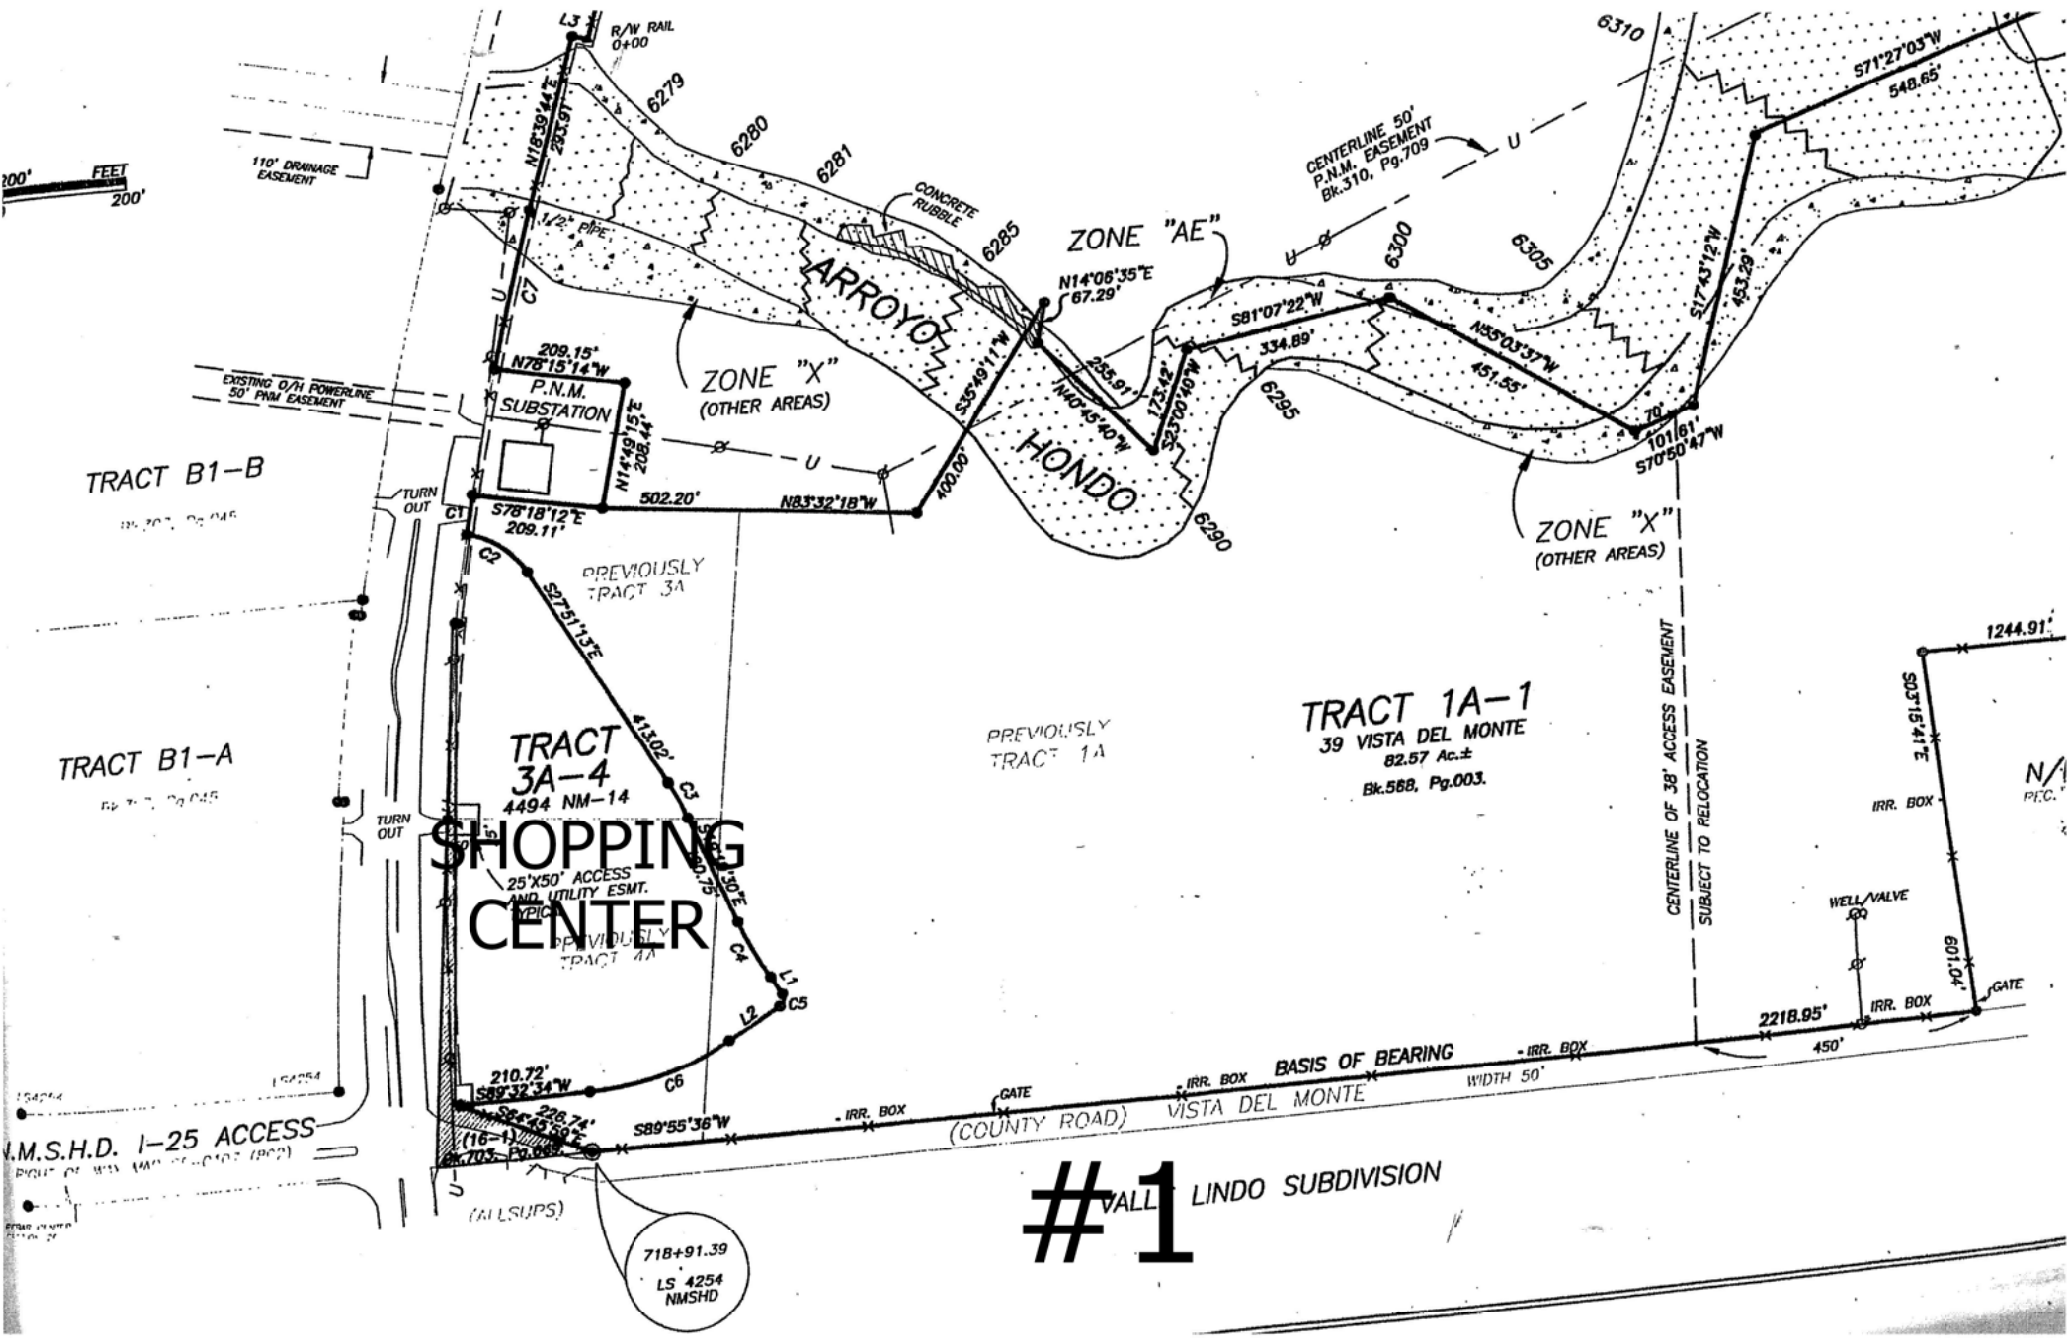 L3
R/W RAIL
0+00
N18°39'44"E
293.91'
6279
6280
6281
6285
6310
S71°27'03"W
548.65'
CENTERLINE 50'
P.N.M. EASEMENT
Bk.310, Pg.709
U
110' DRAINAGE
EASEMENT
200'
FEET
200'
CONCRETE
RUBBLE
1/2" PIPE
ZONE "AE"
6300
6305
N14°06'35"E
67.29'
ARROYO
HONDO
U
U
C7
S81°07'22"W
334.89'
S17°43'12"W
453.29'
209.15'
N78°15'14"W
P.N.M.
SUBSTATION
EXISTING O/H POWERLINE
50' PNM EASEMENT
N14°49'15"E
208.44'
ZONE "X"
(OTHER AREAS)
S35°49'11"W
400.00'
255.91'
N40°45'40"W
173.42'
S23°00'40"W
6295
N55°03'37"W
451.55'
70'
101.61'
S70°50'47"W
TRACT B1-B
TURN
OUT
C1
S78°18'12"E
209.11'
502.20'
N83°32'18"W
U
6290
ZONE "X"
(OTHER AREAS)
C2
PREVIOUSLY
TRACT 3A
S27°51'13"E
413.02'
1244.91'
S03°15'41"E
601.04'
TRACT 1A-1
39 VISTA DEL MONTE
82.57 Ac.±
Bk.568, Pg.003.
PREVIOUSLY
TRACT 1A
CENTERLINE OF 38' ACCESS EASEMENT
SUBJECT TO RELOCATION
TRACT B1-A
TRACT
3A-4
4494 NM-14
C3
IRR. BOX
TURN
OUT
SHOPPING
CENTER
25'X50' ACCESS
AND UTILITY ESMT.
PREVIOUSLY
TRACT 4A
C4
L1
C5
L2
C6
WELL/VALVE
GATE
IRR. BOX
2218.95'
450'
210.72'
S89°32'34"W
226.74'
(16-1)
S89°55'36"W
IRR. BOX
GATE
IRR. BOX
BASIS OF BEARING
IRR. BOX
WIDTH 50'
(COUNTY ROAD)
VISTA DEL MONTE
LS4254
N.M.S.H.D. I-25 ACCESS
U
(ALLSUPS)
#1
LINDO SUBDIVISION
718+91.39
LS 4254
NMSHD